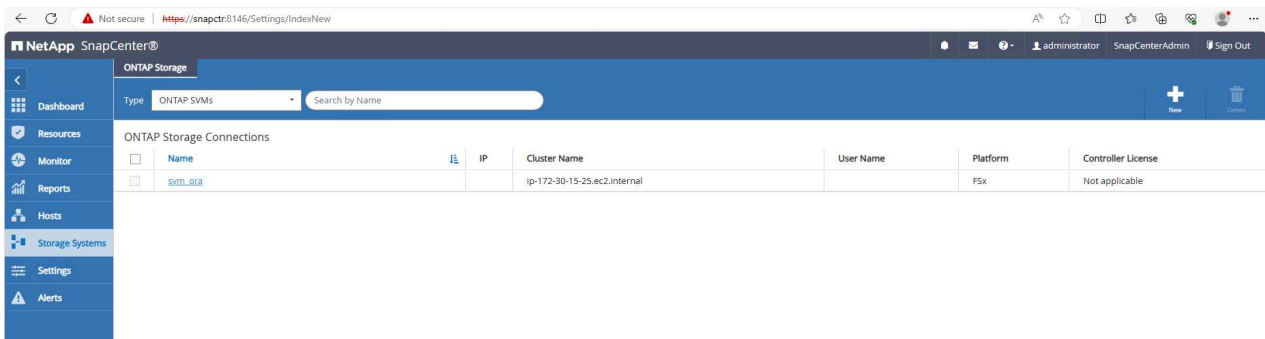 Not secure | https://snapctr:8146/Settings/IndexNew
NetApp SnapCenter® administrator SnapCenterAdmin Sign Out
ONTAP Storage
Dashboard
Type ONTAP SVMs Search by Name New Delete
Resources
ONTAP Storage Connections
Monitor
Name IP Cluster Name User Name Platform Controller License
svm_ora ip-172-30-15-25.ec2.internal FSx Not applicable
Reports
Hosts
Storage Systems
Settings
Alerts